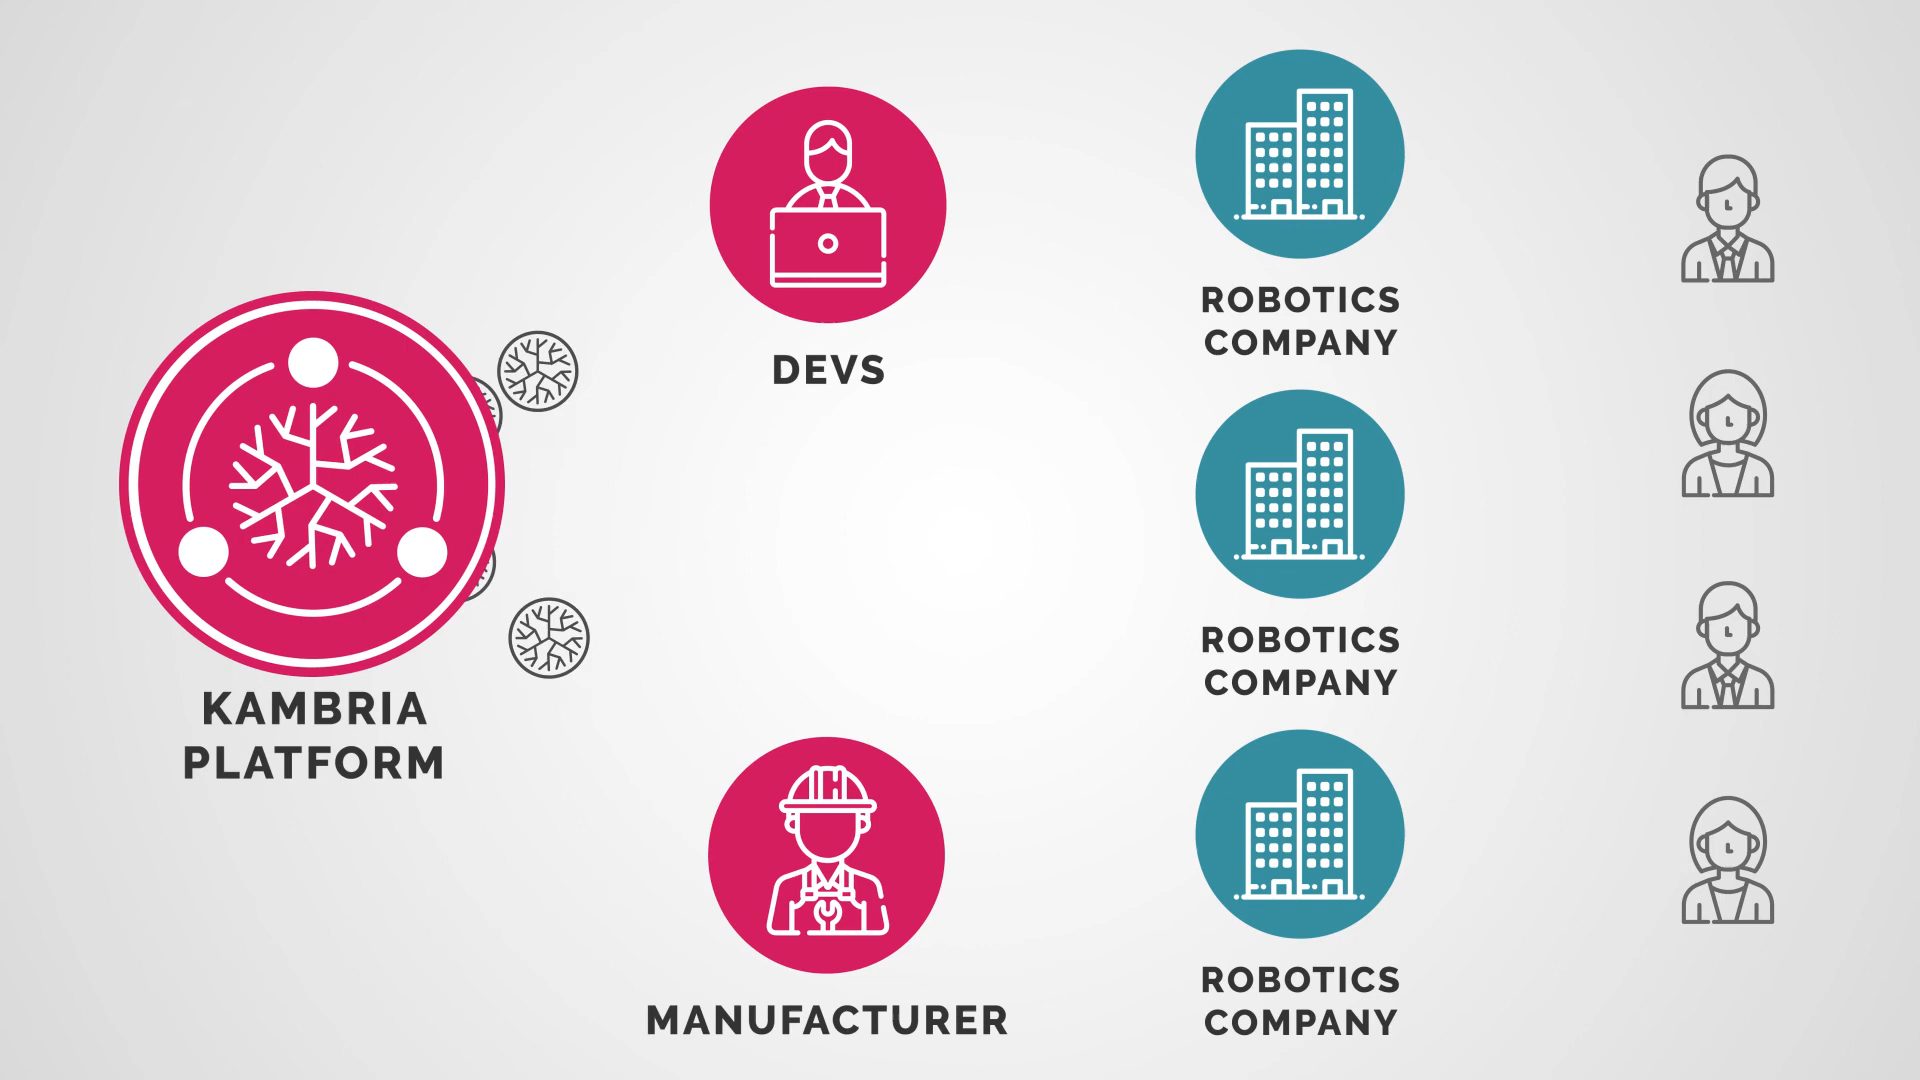 KAMBRIA
PLATFORM
DEVS
MANUFACTURER
ROBOTICS
COMPANY
ROBOTICS
COMPANY
ROBOTICS
COMPANY